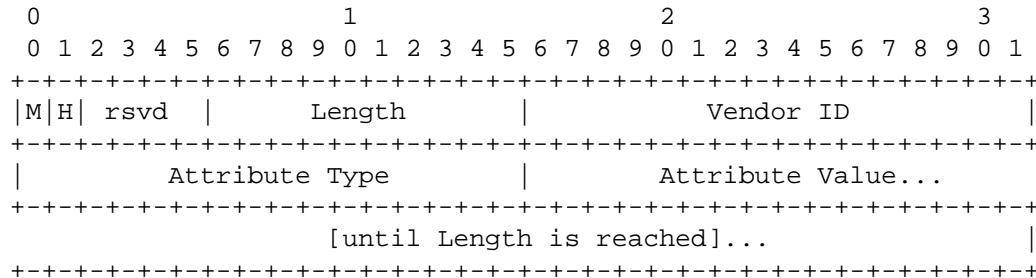 0                   1                   2                   3
 0 1 2 3 4 5 6 7 8 9 0 1 2 3 4 5 6 7 8 9 0 1 2 3 4 5 6 7 8 9 0 1
+-+-+-+-+-+-+-+-+-+-+-+-+-+-+-+-+-+-+-+-+-+-+-+-+-+-+-+-+-+-+-+-+
|M|H| rsvd  |      Length       |           Vendor ID           |
+-+-+-+-+-+-+-+-+-+-+-+-+-+-+-+-+-+-+-+-+-+-+-+-+-+-+-+-+-+-+-+-+
|         Attribute Type        |        Attribute Value...
+-+-+-+-+-+-+-+-+-+-+-+-+-+-+-+-+-+-+-+-+-+-+-+-+-+-+-+-+-+-+-+-+
                    [until Length is reached]...                |
+-+-+-+-+-+-+-+-+-+-+-+-+-+-+-+-+-+-+-+-+-+-+-+-+-+-+-+-+-+-+-+-+